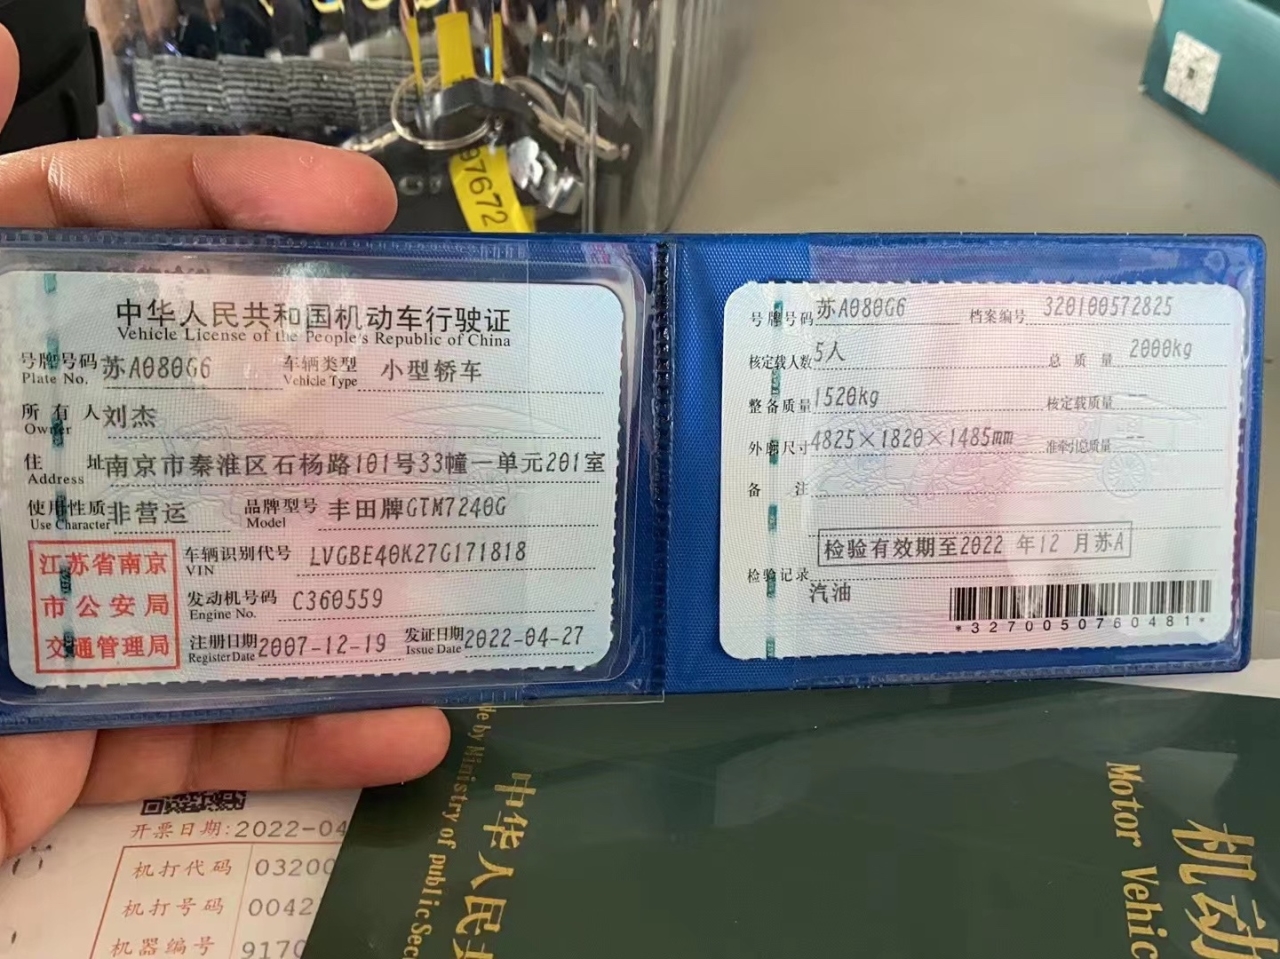 97672
中华人民共和国机动车行驶证
Vehicle License of the People's Republic of China
号牌号码 苏A080G6 车辆类型 小型轿车
Plate No. Vehicle Type
所有人 刘杰
Owner
住址 南京市秦淮区石杨路101号33幢一单元201室
Address
使用性质 非营运 品牌型号 丰田牌GTM7240G
Use Character Model
江苏省南京
市公安局
交通管理局
车辆识别代号 LVGBE40K27G171818
VIN
发动机号码 C360559
Engine No.
注册日期 2007-12-19 发证日期 2022-04-27
Register Date Issue Date
号牌号码 苏A080G6 档案编号 320100572825
核定载人数 5人 总质量 2000kg
整备质量 1520kg 核定载质量 --
外廓尺寸 4825×1820×1485mm 准牵引总质量 --
备注
检验有效期至2022年12月苏A
检验记录
汽油
*3270050760481*
开票日期:2022-04
机打代码 03200
机打号码 0042
机器编号 9170
中华人民共
de by Ministry of public Sec
机动
Motor Vehic